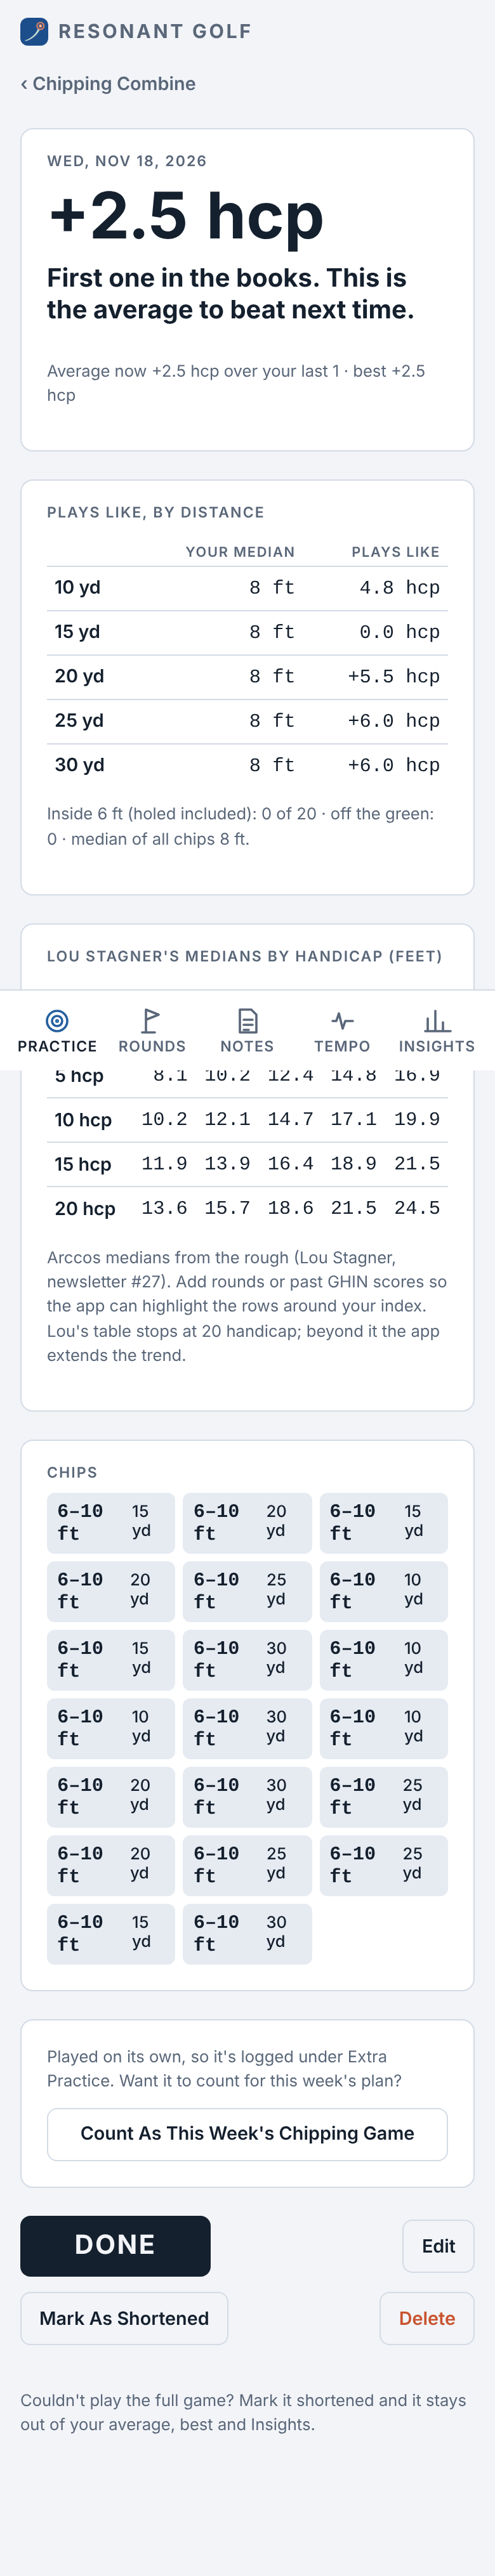 RESONANT GOLF
‹ Chipping Combine
WED, NOV 18, 2026
+2.5 hcp
First one in the books. This is
the average to beat next time.
Average now +2.5 hcp over your last 1 · best +2.5
hcp
PLAYS LIKE, BY DISTANCE
YOUR MEDIAN PLAYS LIKE
10 yd 8 ft 4.8 hcp
15 yd 8 ft 0.0 hcp
20 yd 8 ft +5.5 hcp
25 yd 8 ft +6.0 hcp
30 yd 8 ft +6.0 hcp
Inside 6 ft (holed included): 0 of 20 · off the green:
0 · median of all chips 8 ft.
LOU STAGNER'S MEDIANS BY HANDICAP (FEET)
PRACTICE ROUNDS NOTES TEMPO INSIGHTS
5 hcp 8.1 10.2 12.4 14.8 16.9
10 hcp 10.2 12.1 14.7 17.1 19.9
15 hcp 11.9 13.9 16.4 18.9 21.5
20 hcp 13.6 15.7 18.6 21.5 24.5
Arccos medians from the rough (Lou Stagner,
newsletter #27). Add rounds or past GHIN scores so
the app can highlight the rows around your index.
Lou's table stops at 20 handicap; beyond it the app
extends the trend.
CHIPS
6–10 15 6–10 20 6–10 15
ft yd ft yd ft yd
6–10 20 6–10 25 6–10 10
ft yd ft yd ft yd
6–10 15 6–10 30 6–10 10
ft yd ft yd ft yd
6–10 10 6–10 30 6–10 10
ft yd ft yd ft yd
6–10 20 6–10 30 6–10 25
ft yd ft yd ft yd
6–10 20 6–10 25 6–10 25
ft yd ft yd ft yd
6–10 15 6–10 30
ft yd ft yd
Played on its own, so it's logged under Extra
Practice. Want it to count for this week's plan?
Count As This Week's Chipping Game
DONE Edit
Mark As Shortened Delete
Couldn't play the full game? Mark it shortened and it stays
out of your average, best and Insights.